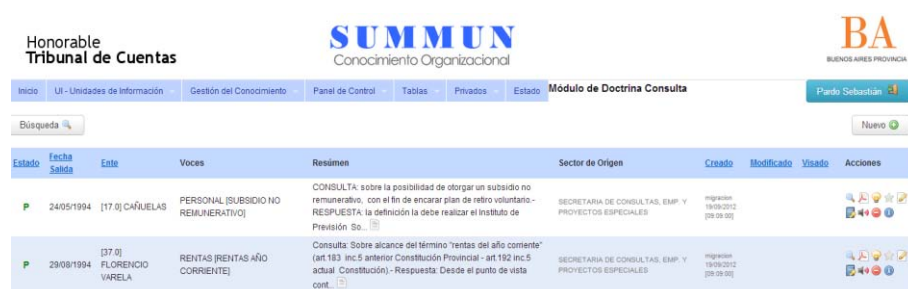 Honorable
Tribunal de Cuentas
SUMMUN
Conocimiento Organizacional
BA
BUENOS AIRES PROVINCIA
Inicio UI - Unidades de Información Gestión del Conocimiento Panel de Control Tablas Privados Estado Módulo de Doctrina Consulta Pardo Sebastián
Búsqueda Nuevo
Estado Fecha Salida Ente Voces Resúmen Sector de Origen Creado Modificado Visado Acciones
P 24/05/1994 [17.0] CAÑUELAS
PERSONAL [SUBSIDIO NO
REMUNERATIVO]
CONSULTA: sobre la posibilidad de otorgar un subsidio no
remunerativo, con el fin de encarar plan de retiro voluntario.-
RESPUESTA: la definición la debe realizar el Instituto de
Previsión So...
SECRETARIA DE CONSULTAS, EMP. Y
PROYECTOS ESPECIALES
migracion
19/09/2012
[09:09:00]
P 29/08/1994
[37.0]
FLORENCIO
VARELA
RENTAS [RENTAS AÑO
CORRIENTE]
Consulta: Sobre alcance del término "rentas del año corriente"
(art.183 inc.5 anterior Constitución Provincial - art.192 inc.5
actual Constitución).- Respuesta: Desde el punto de vista
cont...
SECRETARIA DE CONSULTAS, EMP. Y
PROYECTOS ESPECIALES
migracion
19/09/2012
[09:09:00]